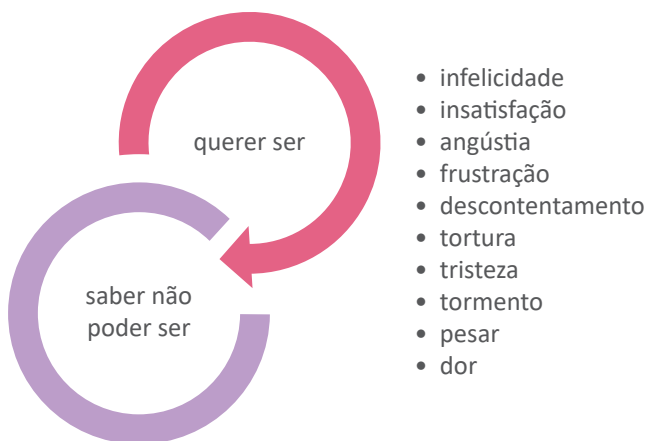 querer ser
saber não
poder ser
• infelicidade
• insatisfação
• angústia
• frustração
• descontentamento
• tortura
• tristeza
• tormento
• pesar
• dor